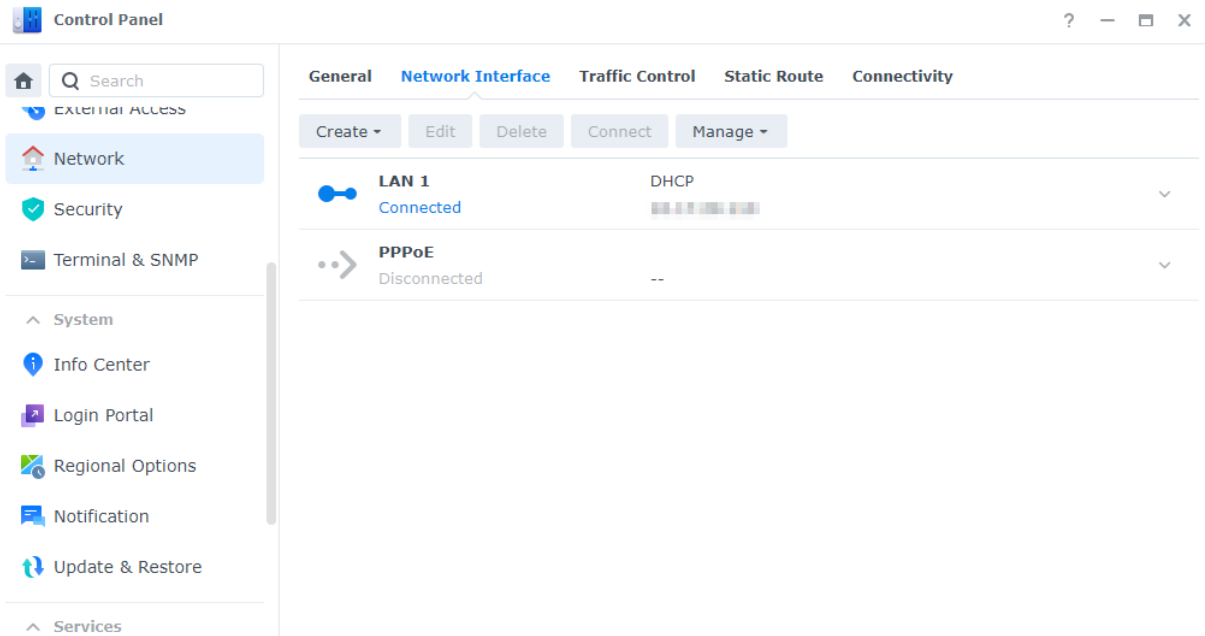 Control Panel
?
Search
External Access
Network
Security
Terminal & SNMP
System
Info Center
Login Portal
Regional Options
Notification
Update & Restore
Services
General Network Interface Traffic Control Static Route Connectivity
Create Edit Delete Connect Manage
LAN 1 DHCP
Connected
PPPoE
Disconnected --